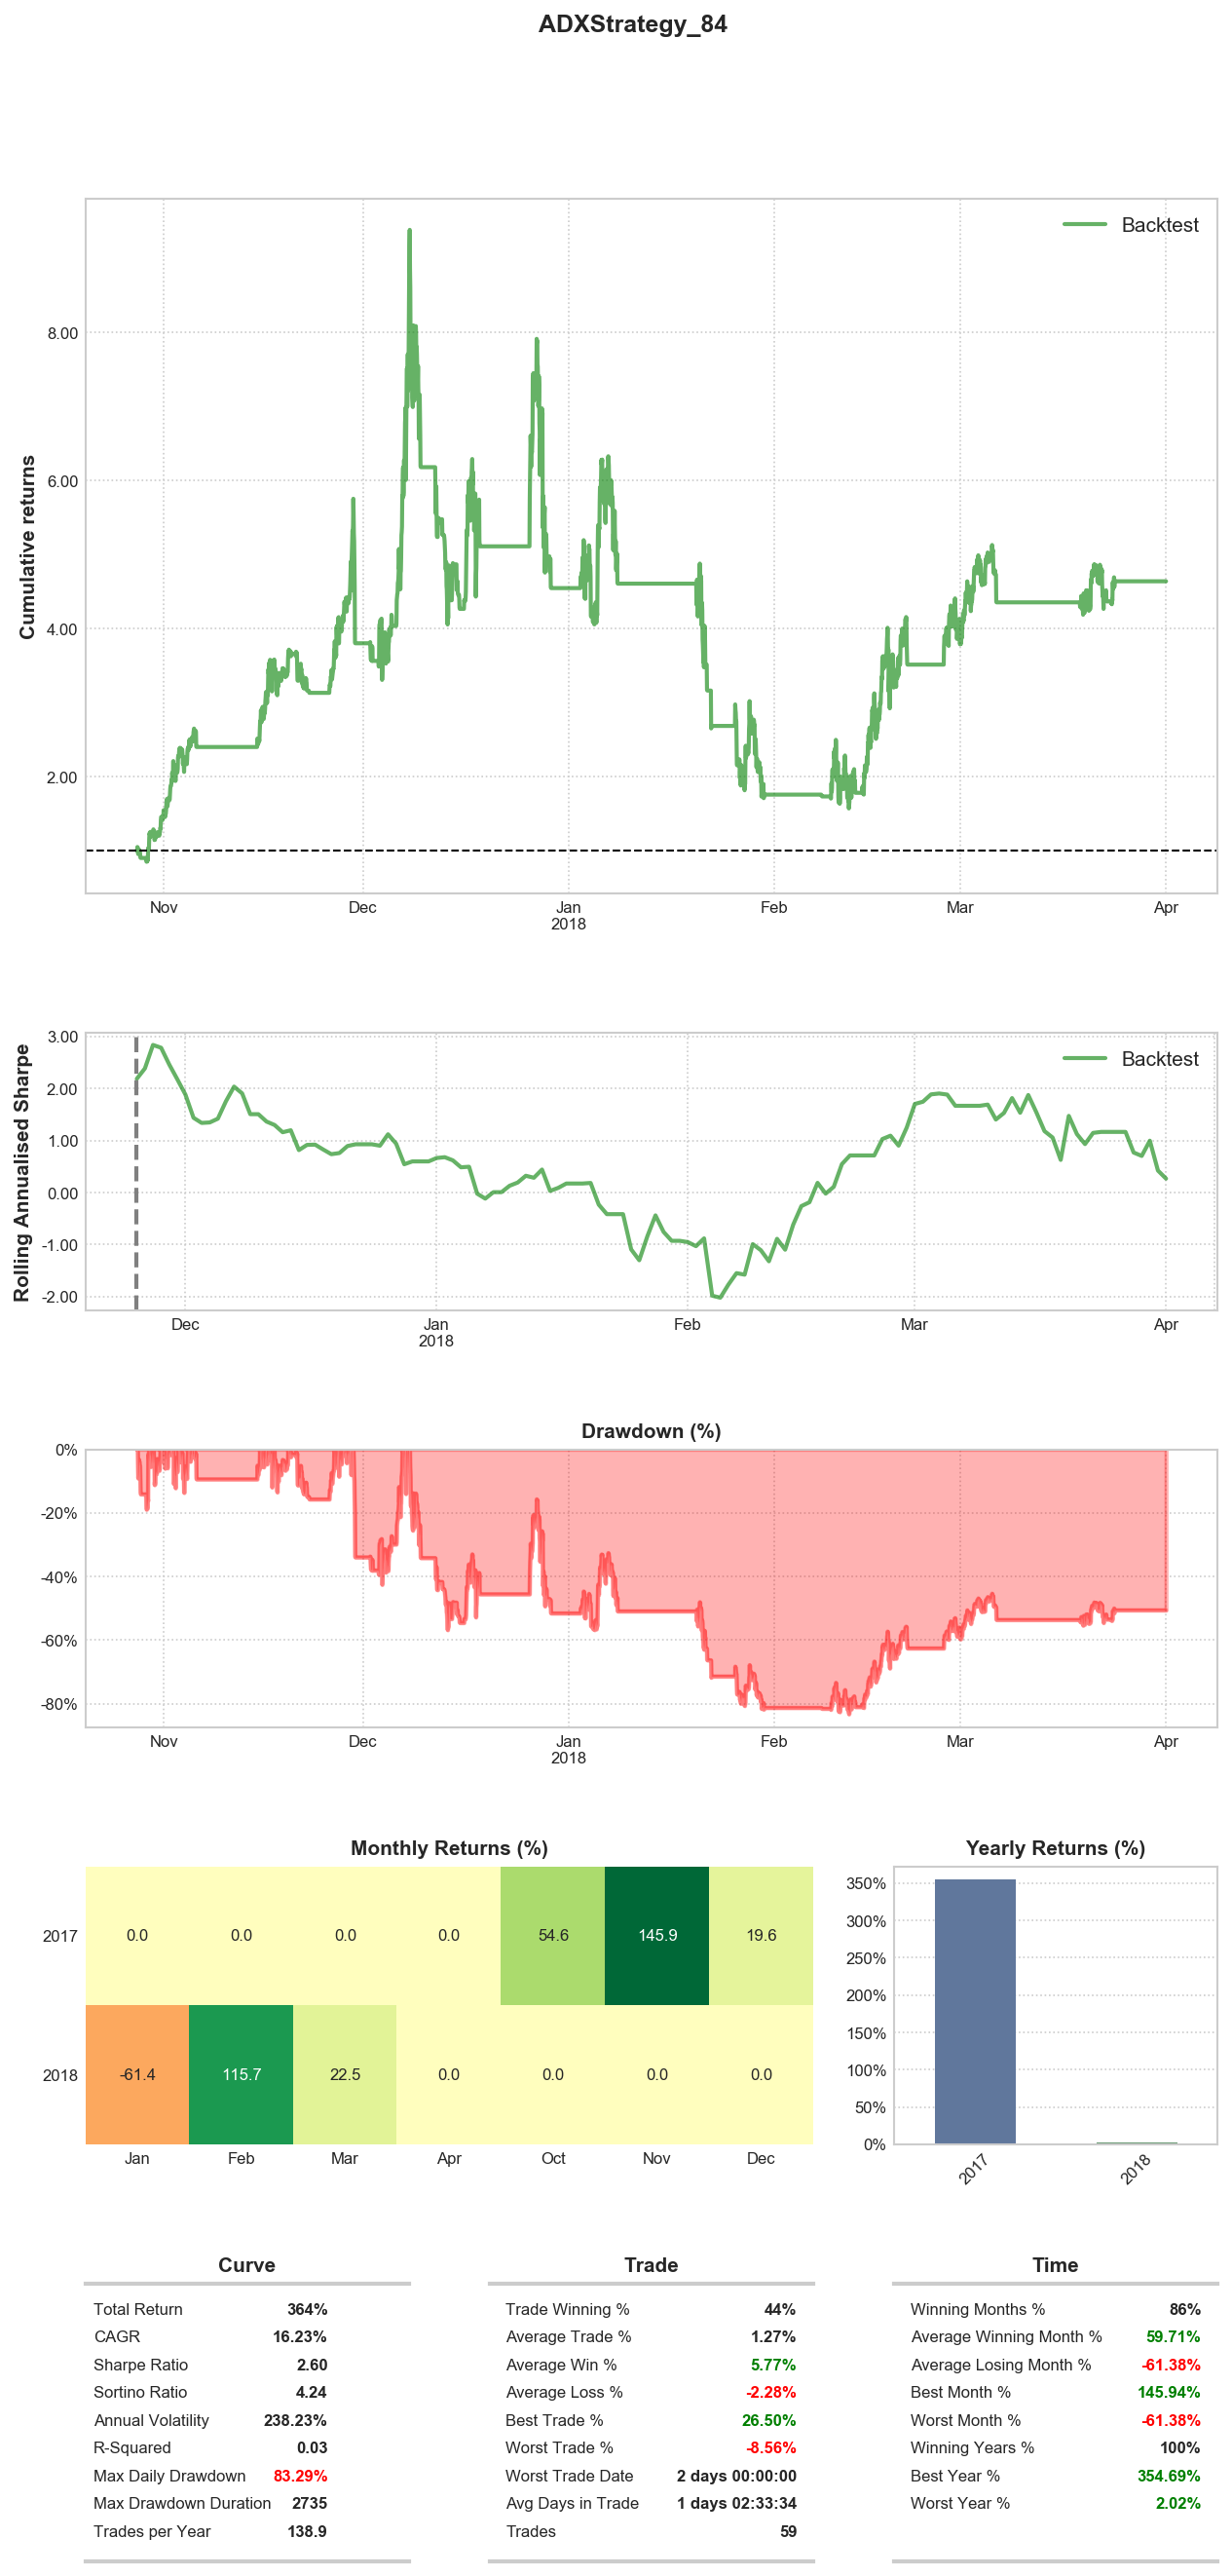 ADXStrategy_84
Backtest
Cumulative returns
8.00
6.00
4.00
2.00
Nov Dec Jan Feb Mar Apr
2018
Backtest
Rolling Annualised Sharpe
3.00
2.00
1.00
0.00
-1.00
-2.00
Dec Jan Feb Mar Apr
2018
Drawdown (%)
0%
-20%
-40%
-60%
-80%
Nov Dec Jan Feb Mar Apr
2018
Monthly Returns (%)
2017 0.0 0.0 0.0 0.0 54.6 145.9 19.6
2018 -61.4 115.7 22.5 0.0 0.0 0.0 0.0
Jan Feb Mar Apr Oct Nov Dec
Yearly Returns (%)
350%
300%
250%
200%
150%
100%
50%
0%
2017 2018
Curve
Total Return 364%
CAGR 16.23%
Sharpe Ratio 2.60
Sortino Ratio 4.24
Annual Volatility 238.23%
R-Squared 0.03
Max Daily Drawdown 83.29%
Max Drawdown Duration 2735
Trades per Year 138.9
Trade
Trade Winning % 44%
Average Trade % 1.27%
Average Win % 5.77%
Average Loss % -2.28%
Best Trade % 26.50%
Worst Trade % -8.56%
Worst Trade Date 2 days 00:00:00
Avg Days in Trade 1 days 02:33:34
Trades 59
Time
Winning Months % 86%
Average Winning Month % 59.71%
Average Losing Month % -61.38%
Best Month % 145.94%
Worst Month % -61.38%
Winning Years % 100%
Best Year % 354.69%
Worst Year % 2.02%